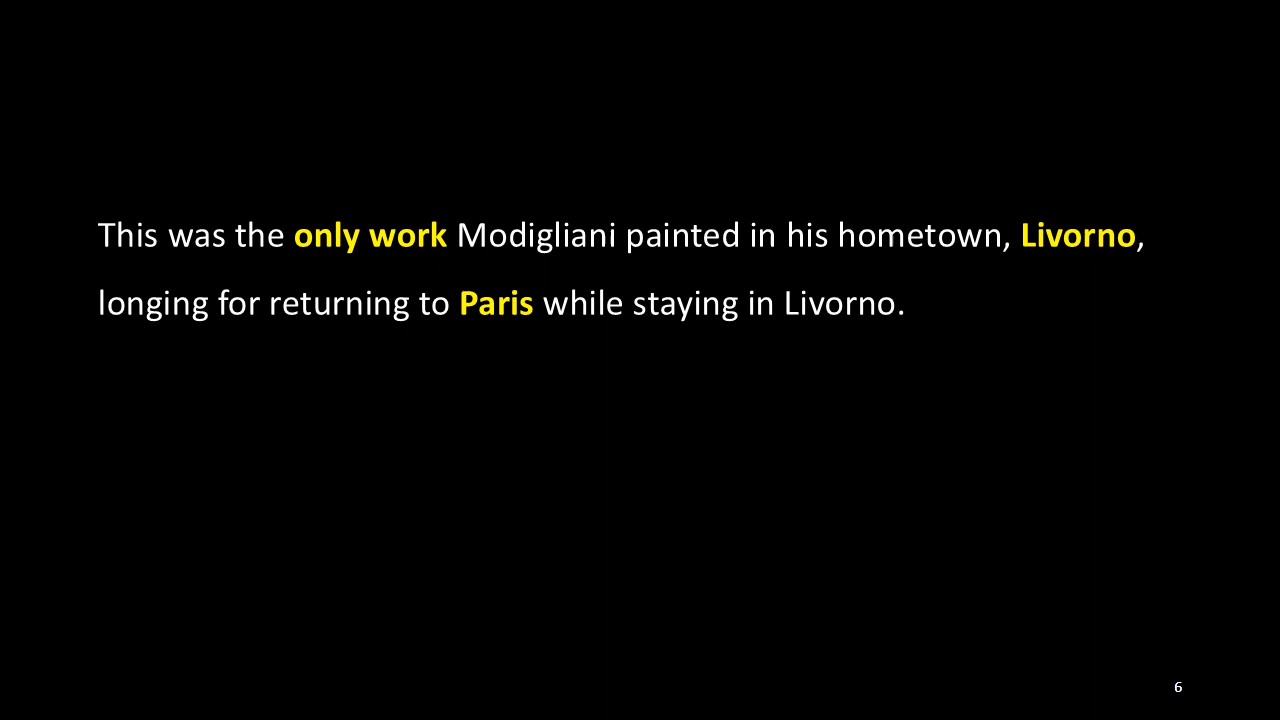 This was the only work Modigliani painted in his hometown, Livorno,
longing for returning to Paris while staying in Livorno.
6